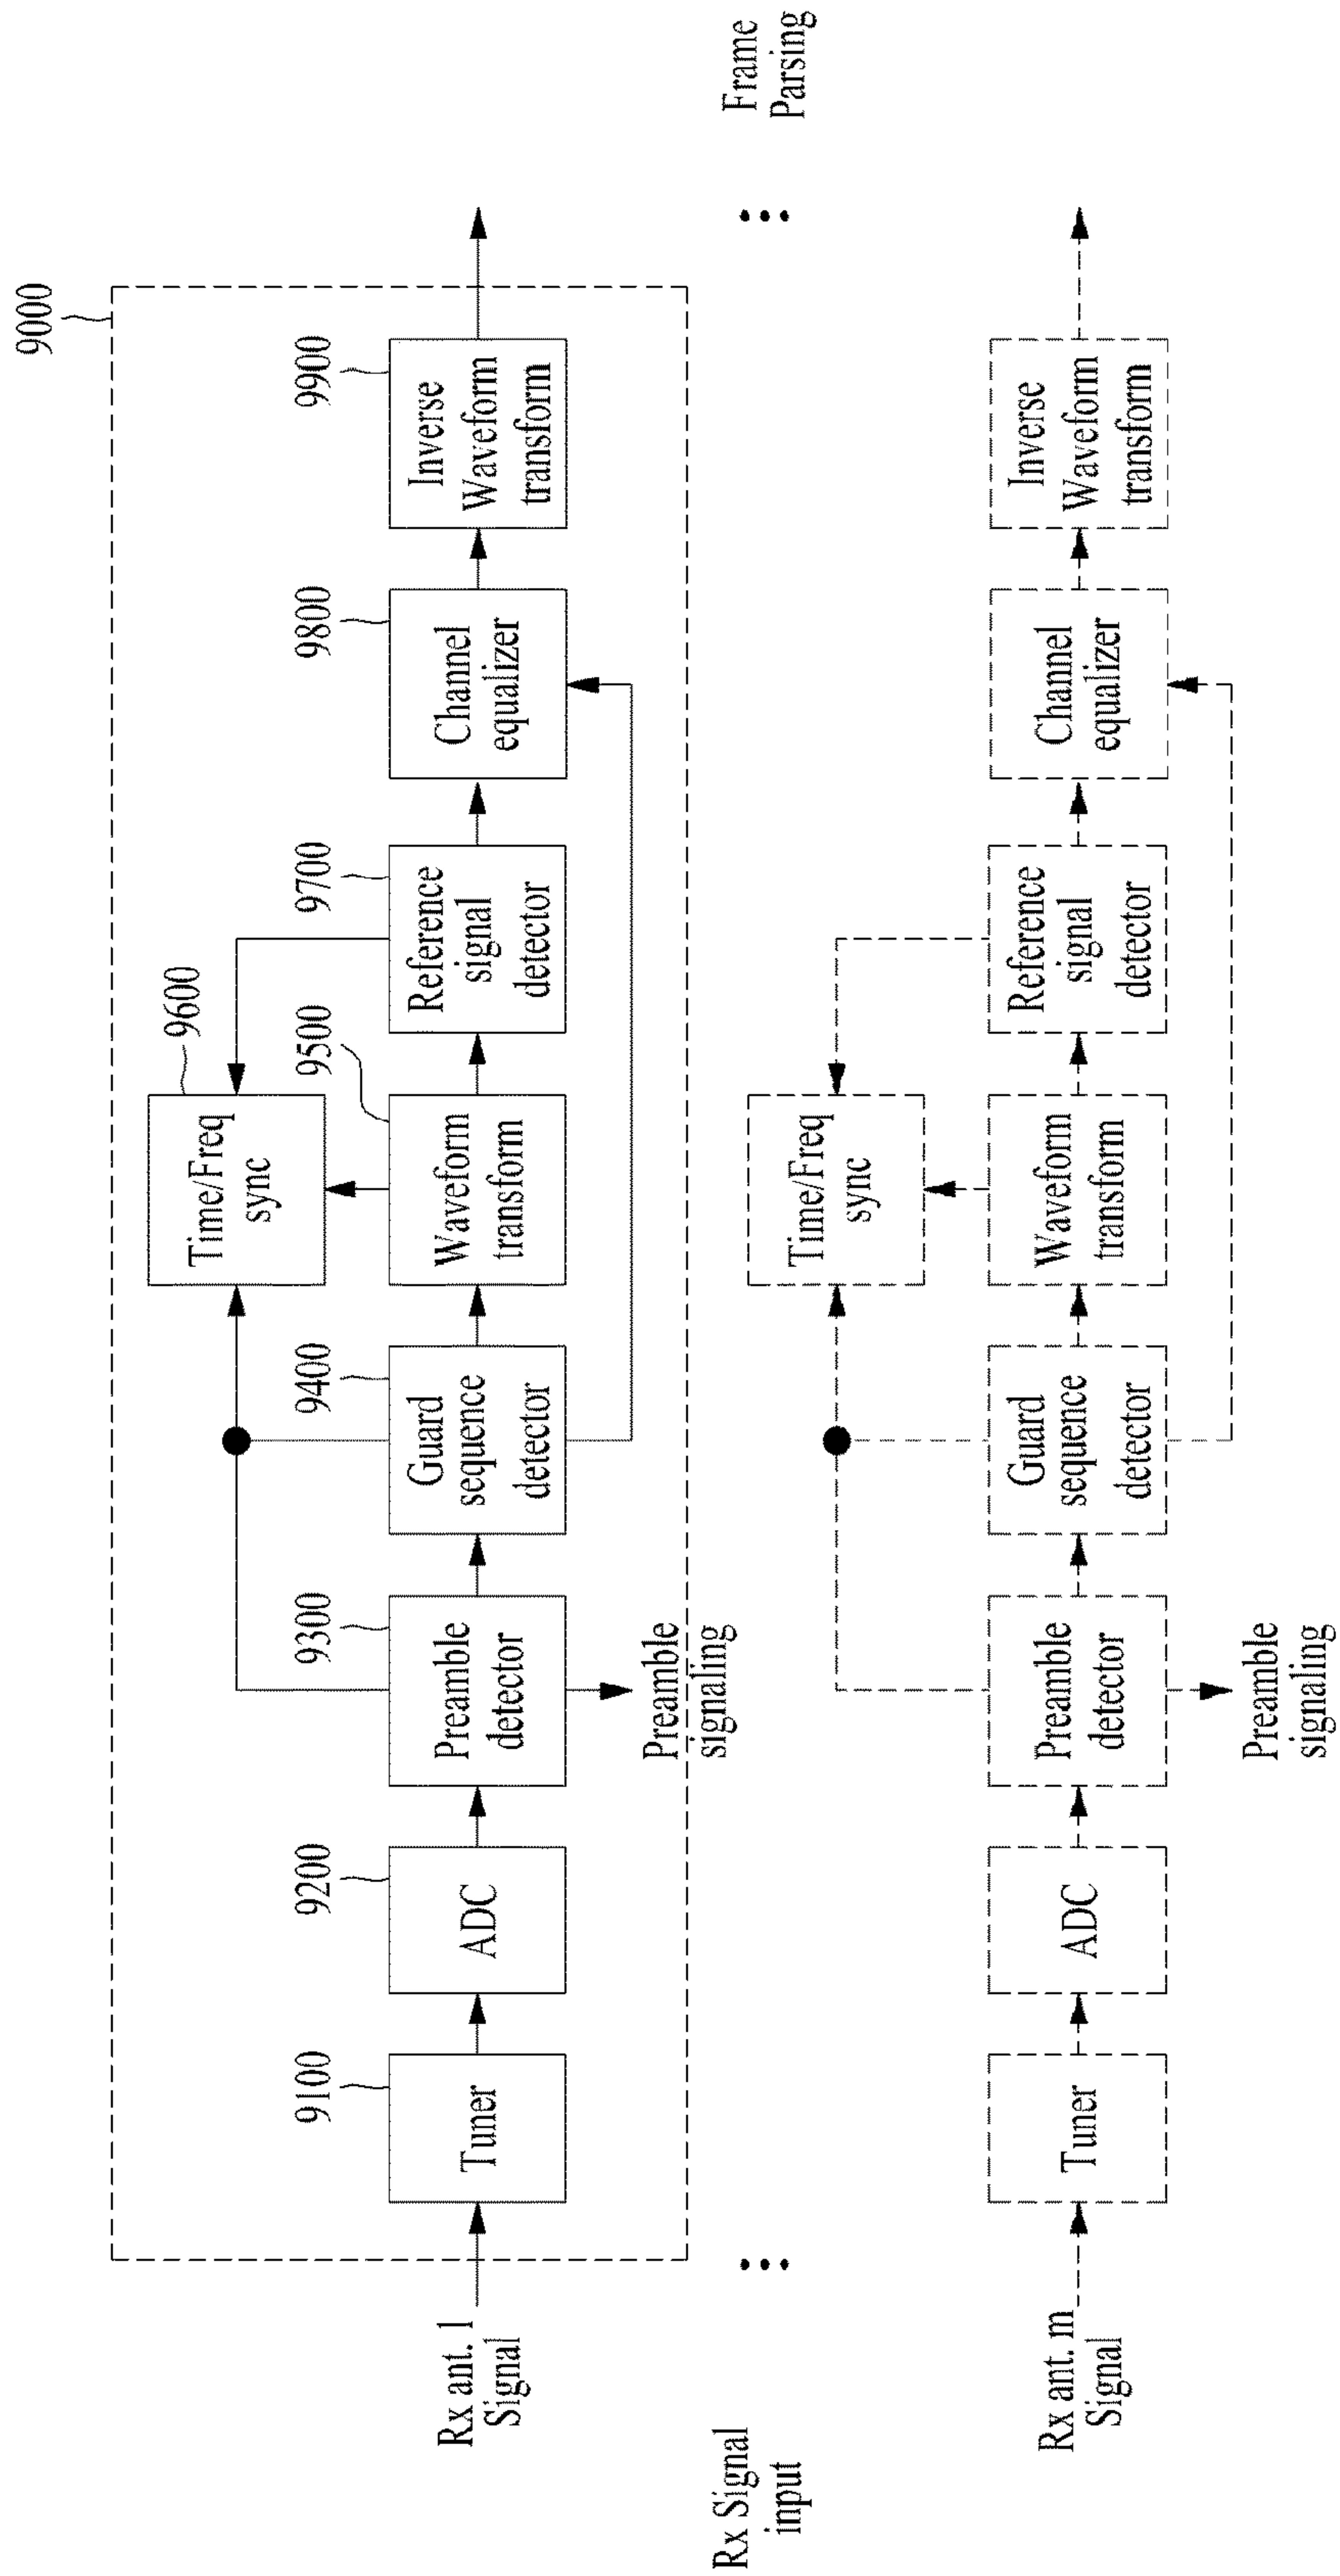 9000
9600
9100
9200
9300
9400
9500
9700
9800
9900
Time/Freq
sync
Rx ant. 1
Signal
Tuner
ADC
Preamble
detector
Guard
sequence
detector
Waveform
transform
Reference
signal
detector
Channel
equalizer
Inverse
Waveform
transform
Preamble
signaling
Rx Signal
input
Frame
Parsing
Time/Freq
sync
Rx ant. m
Signal
Tuner
ADC
Preamble
detector
Guard
sequence
detector
Waveform
transform
Reference
signal
detector
Channel
equalizer
Inverse
Waveform
transform
Preamble
signaling